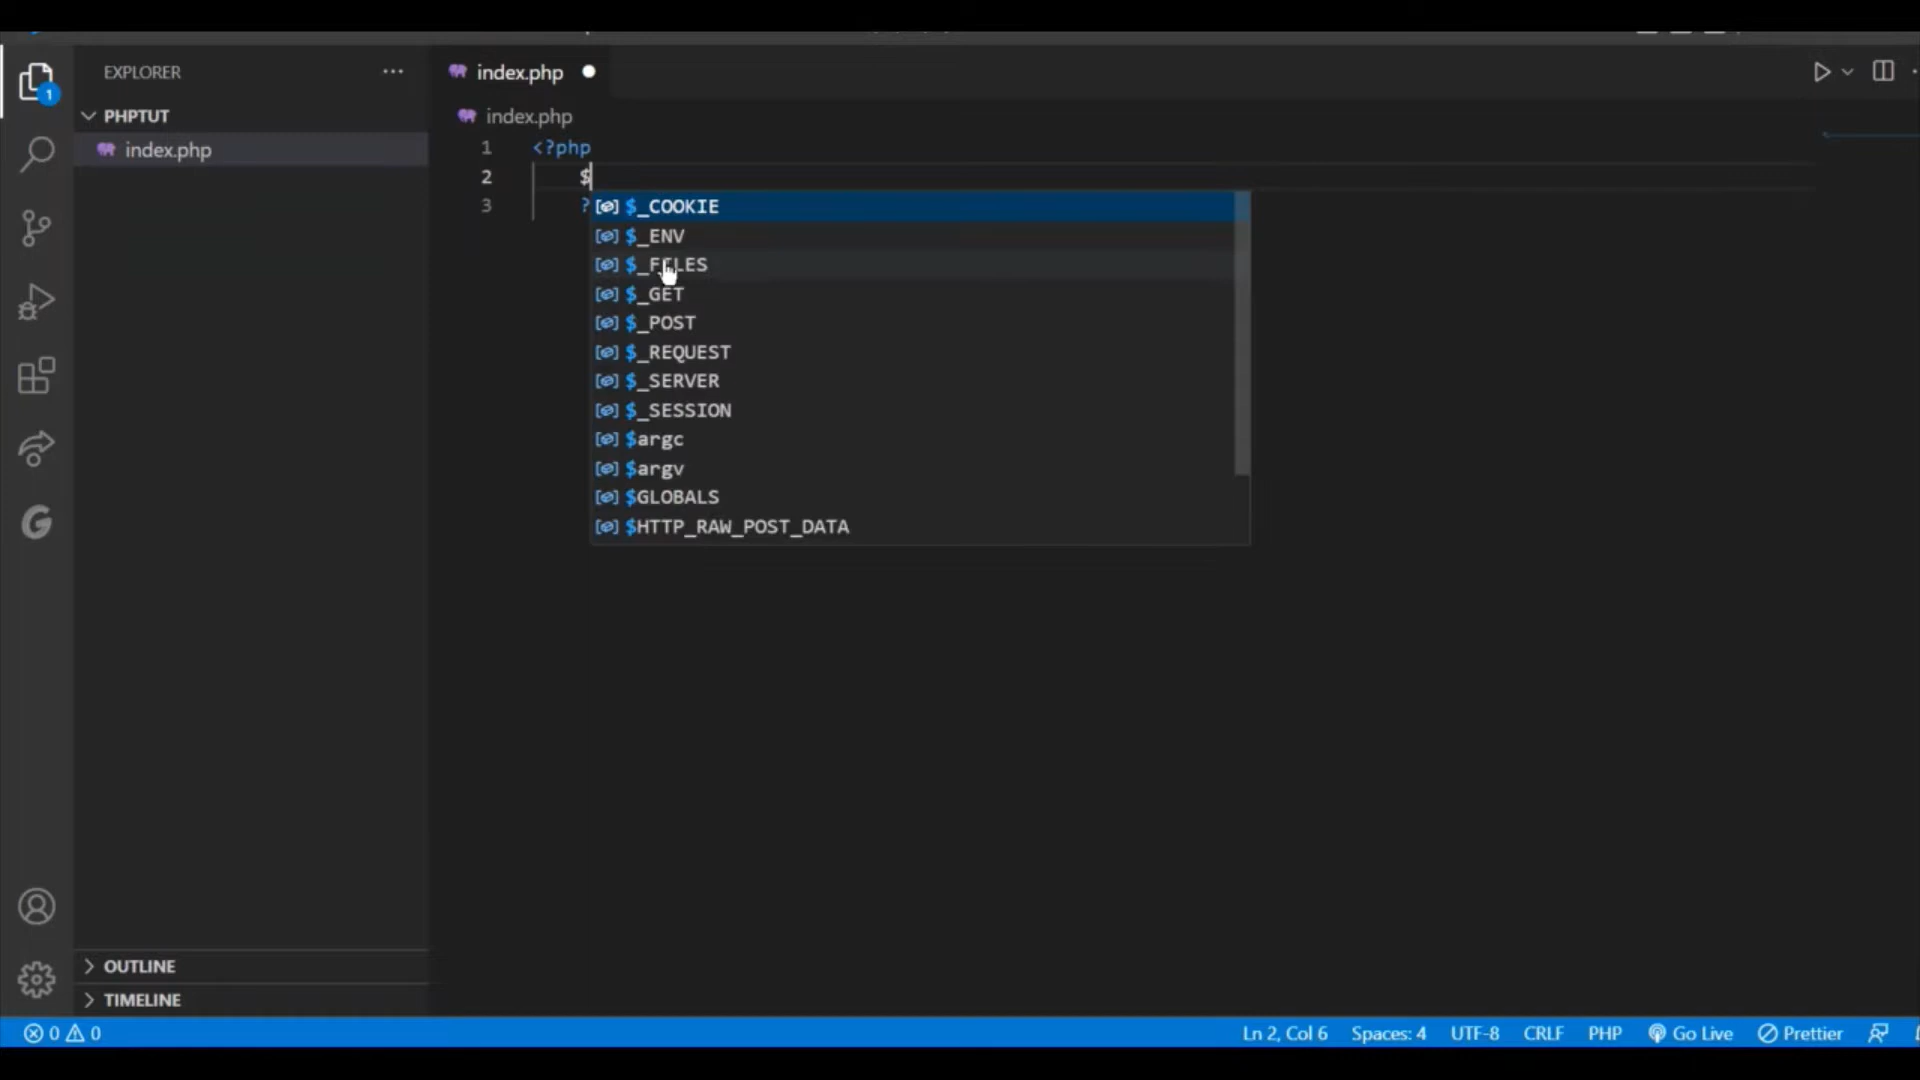 EXPLORER
index.php
1
PHPTUT
index.php
index.php
1 <?php
2 $
3 ?
$_COOKIE
$_ENV
$_FILES
$_GET
$_POST
$_REQUEST
$_SERVER
$_SESSION
$argc
$argv
$GLOBALS
$HTTP_RAW_POST_DATA
OUTLINE
TIMELINE
0 0 Ln 2, Col 6 Spaces: 4 UTF-8 CRLF PHP Go Live Prettier